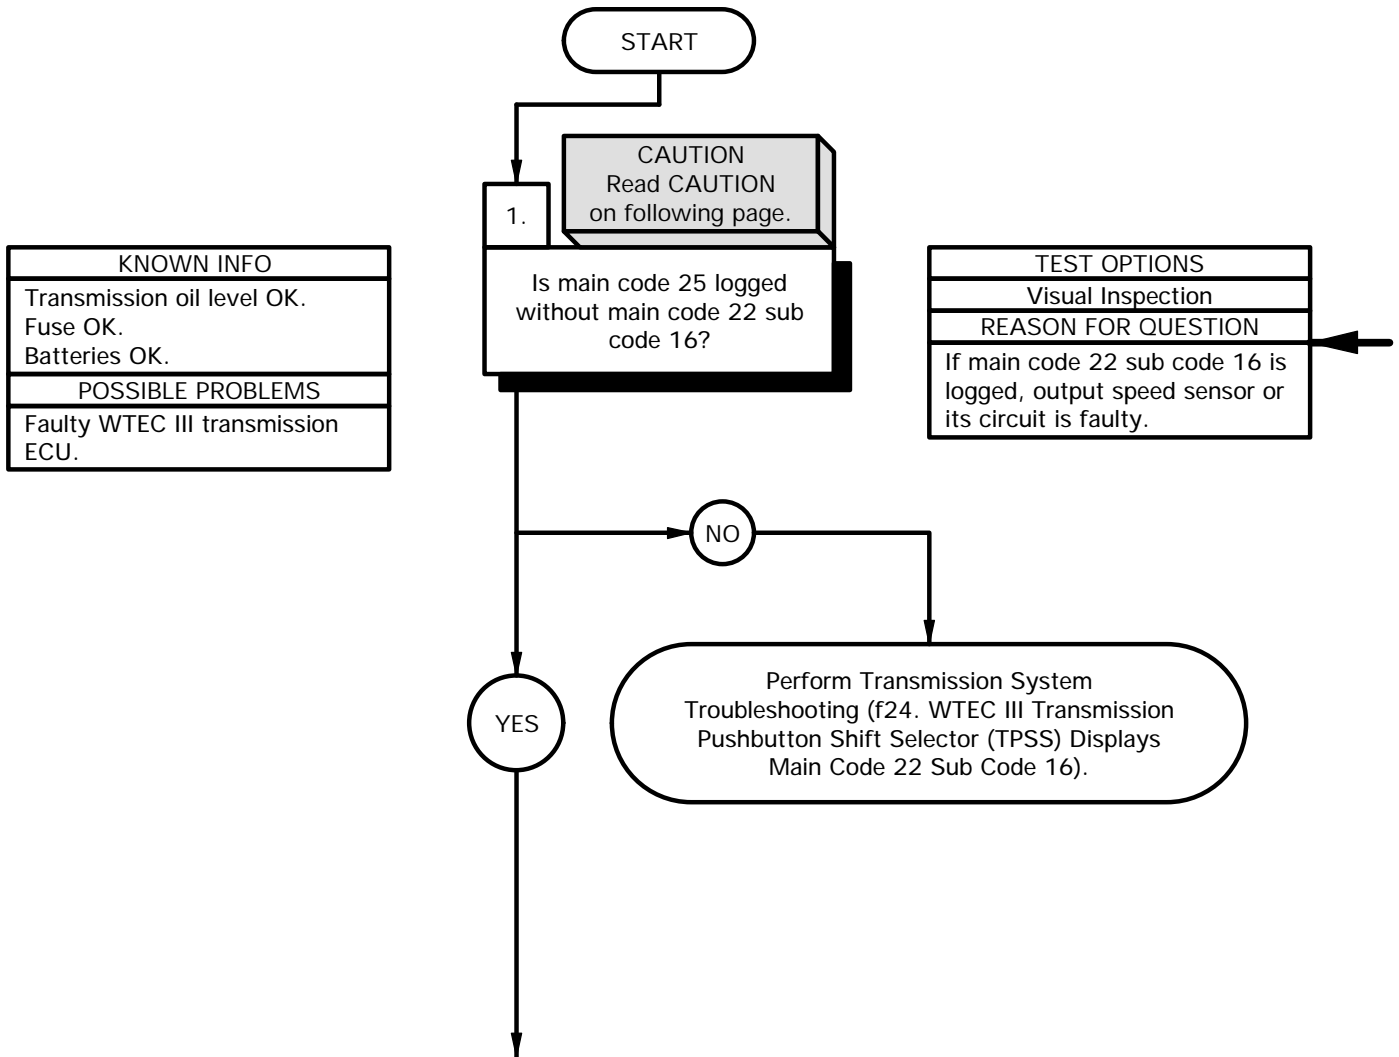 START
CAUTION
Read CAUTION
on following page.
1.
Is main code 25 logged
without main code 22 sub
code 16?
KNOWN INFO
Transmission oil level OK.
Fuse OK.
Batteries OK.
POSSIBLE PROBLEMS
Faulty WTEC III transmission
ECU.
TEST OPTIONS
Visual Inspection
REASON FOR QUESTION
If main code 22 sub code 16 is
logged, output speed sensor or
its circuit is faulty.
NO
YES
Perform Transmission System
Troubleshooting (f24. WTEC III Transmission
Pushbutton Shift Selector (TPSS) Displays
Main Code 22 Sub Code 16).